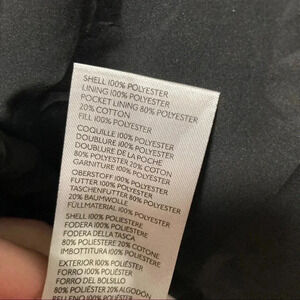 SHELL 100% POLYESTER
LINING 100% POLYESTER
POCKET LINING 80% POLYESTER
20% COTTON
FILL 100% POLYESTER
COQUILLE 100% POLYESTER
DOUBLURE 100% POLYESTER
DOUBLURE DE LA POCHE
80% POLYESTER 20% COTON
GARNITURE 100% POLYESTER
OBERSTOFF 100% POLYESTER
FUTTER 100% POLYESTER
TASCHENFUTTER 80% POLYESTER
20% BAUMWOLLE
FÜLLMATERIAL 100% POLYESTER
SHELL 100% POLIESTERE
FODERA 100% POLIESTERE
FODERA DELLA TASCA
80% POLIESTERE 20% COTONE
IMBOTTITURA 100% POLIESTERE
EXTERIOR 100% POLIÉSTER
FORRO 100% POLIÉSTER
FORRO DEL BOLSILLO
80% POLIÉSTER 20% ALGODÓN
RELLENO 100% POLIÉSTER